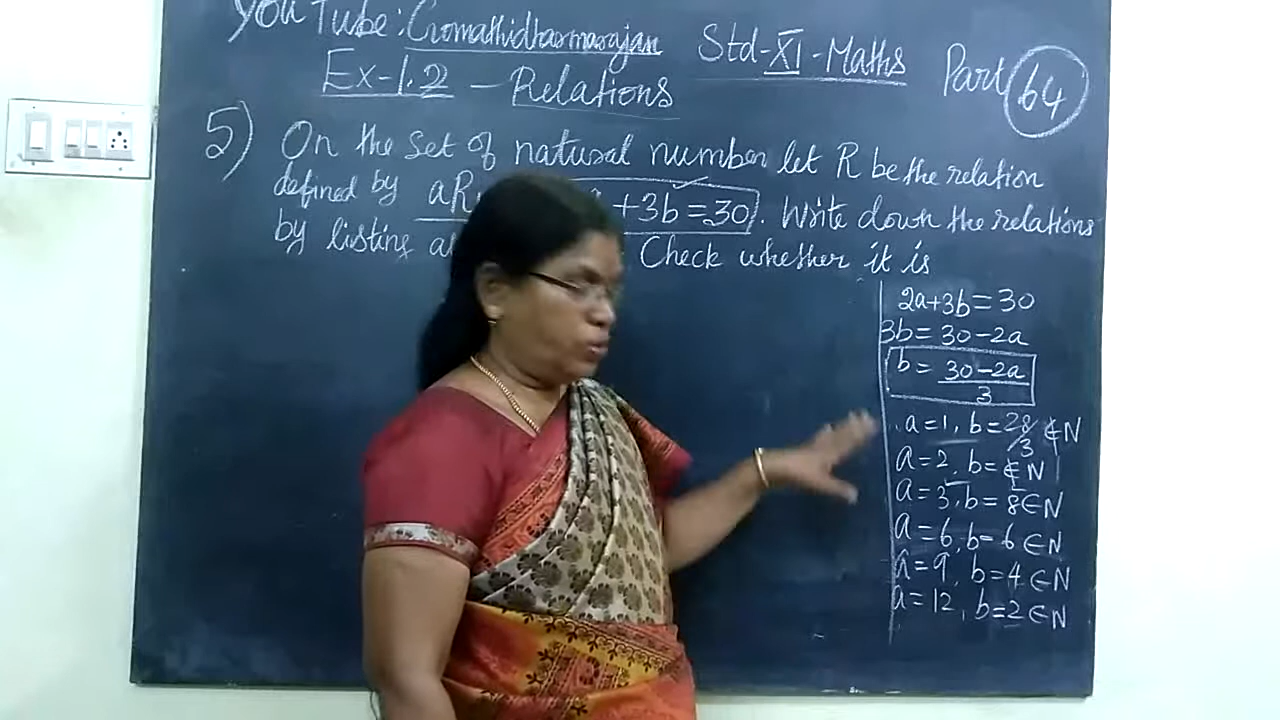 YouTube: Gomathidharmarajan Std-XI-Maths Part 64
Ex-1.2 - Relations
5) On the set of natural number let R be the relation
defined by aR +3b=30. Write down the relations
by listing Check whether it is
2a+3b=30
3b=30-2a
b=30-2a/3
a=1, b=28/3 ∉N
a=2, b=∉N
a=3, b=8∈N
a=6, b=6∈N
a=9, b=4∈N
a=12, b=2∈N